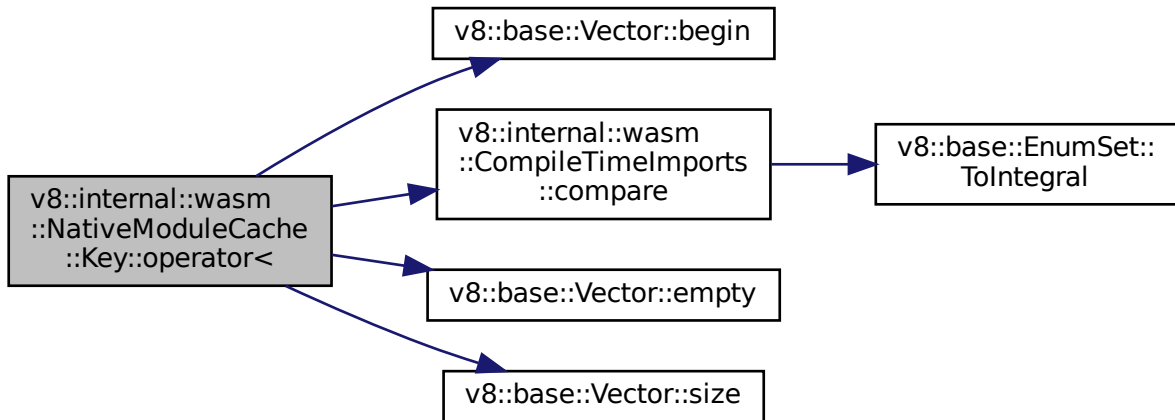 v8::internal::wasm
::NativeModuleCache
::Key::operator<
v8::base::Vector::begin
v8::internal::wasm
::CompileTimeImports
::compare
v8::base::EnumSet::
ToIntegral
v8::base::Vector::empty
v8::base::Vector::size